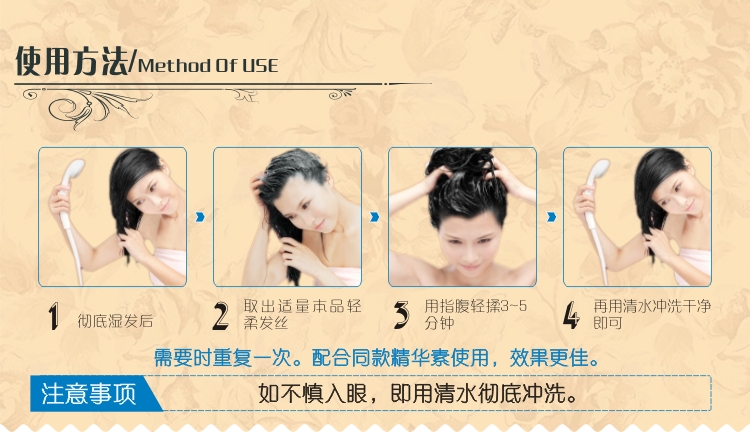 使用方法/Method Of USE
1 彻底湿发后
2 取出适量本品轻
柔发丝
3 用指腹轻揉3~5
分钟
4 再用清水冲洗干净
即可
需要时重复一次。配合同款精华素使用，效果更佳。
注意事项 如不慎入眼，即用清水彻底冲洗。